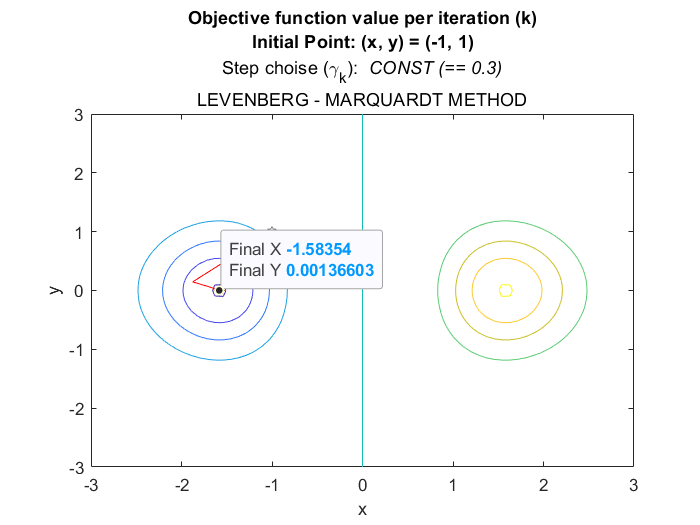 Objective function value per iteration (k)
Initial Point: (x, y) = (-1, 1)
Step choise (γk): CONST (== 0.3)
LEVENBERG - MARQUARDT METHOD
3
2
1
0
-1
-2
-3
y
Final X -1.58354
Final Y 0.00136603
-3
-2
-1
0
1
2
3
x